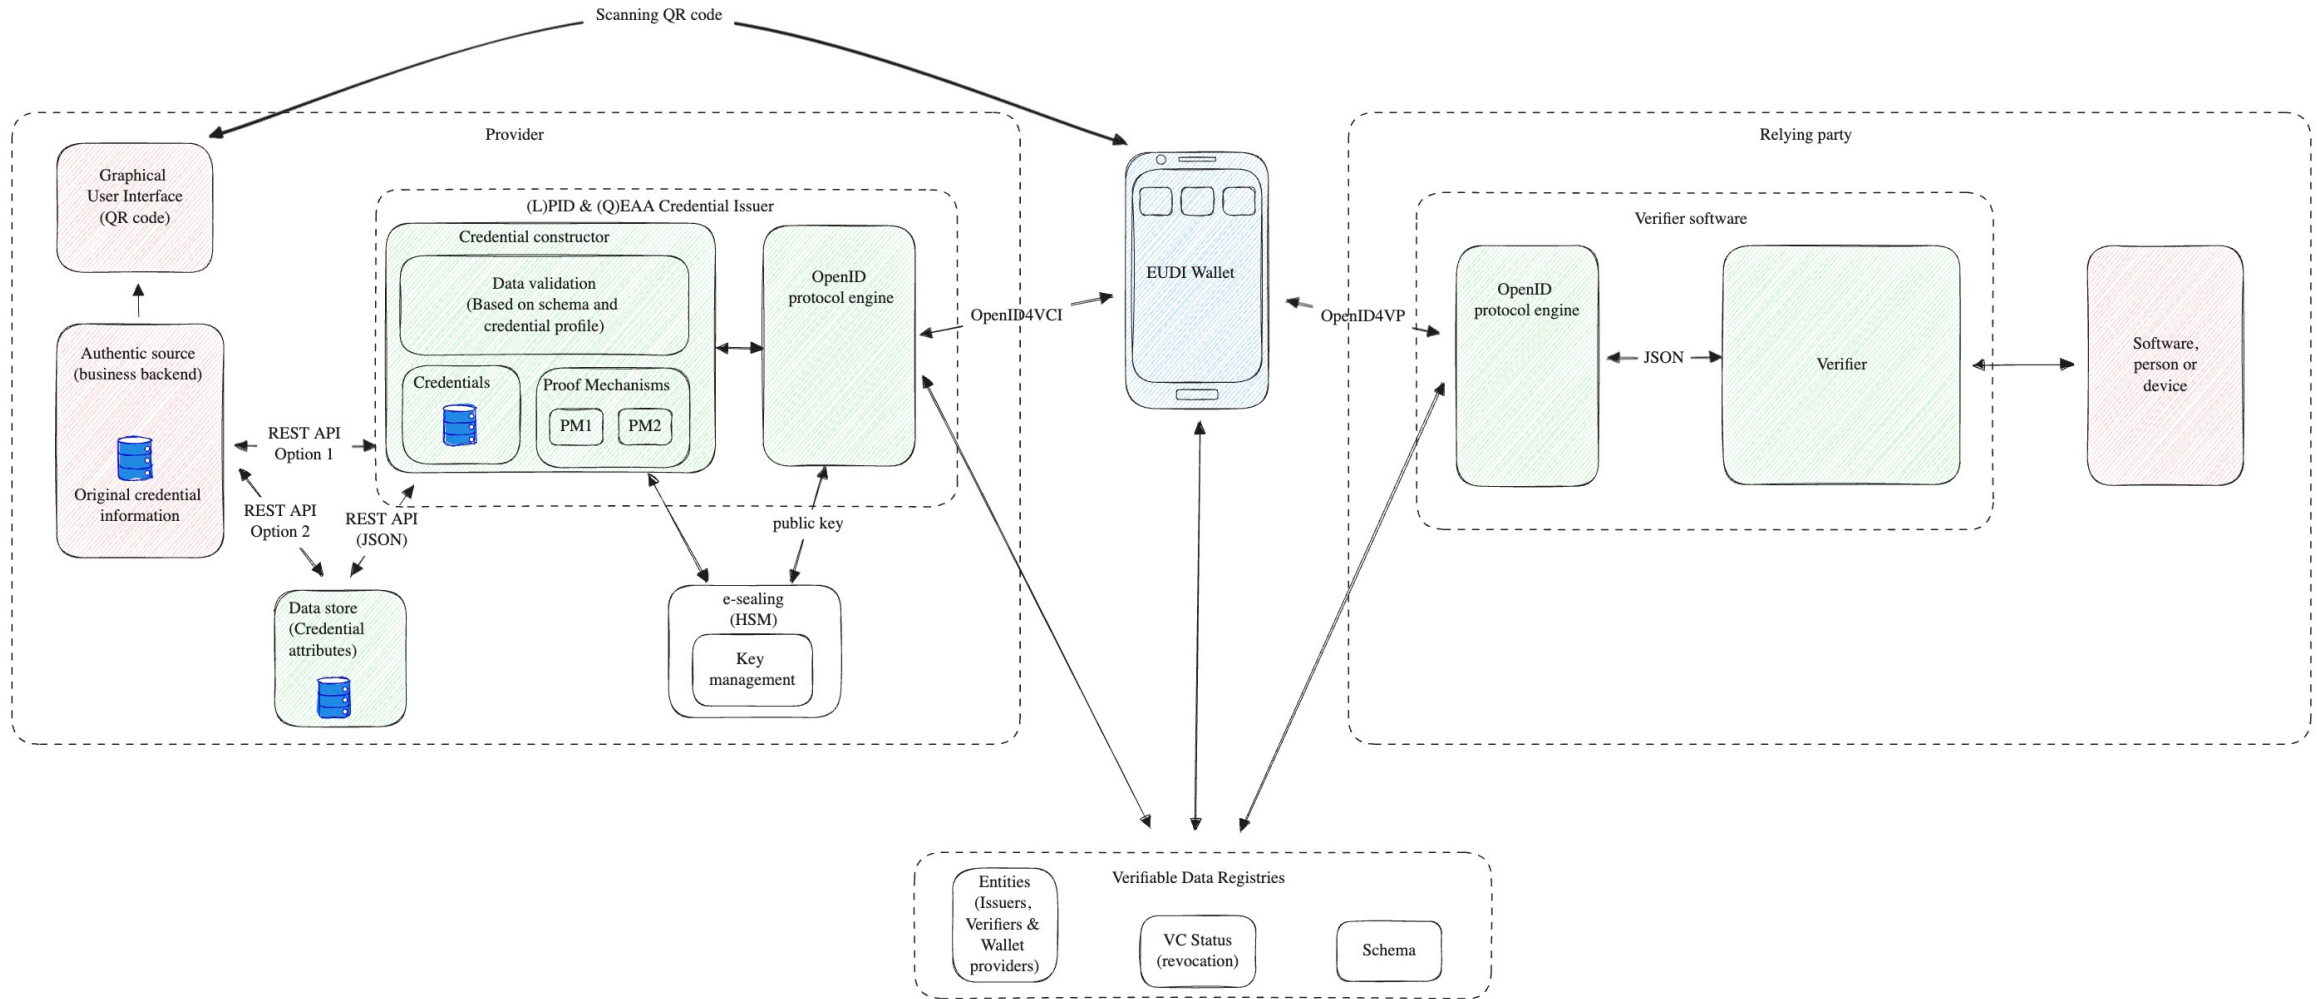 Scanning QR code
Provider
Graphical
User Interface
(QR code)
Authentic source
(business backend)
Original credential
information
REST API
Option 1
REST API
Option 2
REST API
(JSON)
Data store
(Credential
attributes)
(L)PID & (Q)EAA Credential Issuer
Credential constructor
Data validation
(Based on schema and
credential profile)
Credentials
Proof Mechanisms
PM1
PM2
OpenID
protocol engine
public key
e-sealing
(HSM)
Key
management
OpenID4VCI
EUDI Wallet
OpenID4VP
Relying party
Verifier software
OpenID
protocol engine
JSON
Verifier
Software,
person or
device
Verifiable Data Registries
Entities
(Issuers,
Verifiers &
Wallet
providers)
VC Status
(revocation)
Schema